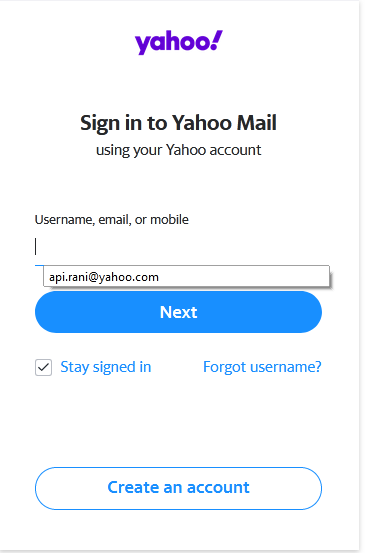 yahoo!
Sign in to Yahoo Mail
using your Yahoo account
Username, email, or mobile
api.rani@yahoo.com
Next
Stay signed in
Forgot username?
Create an account